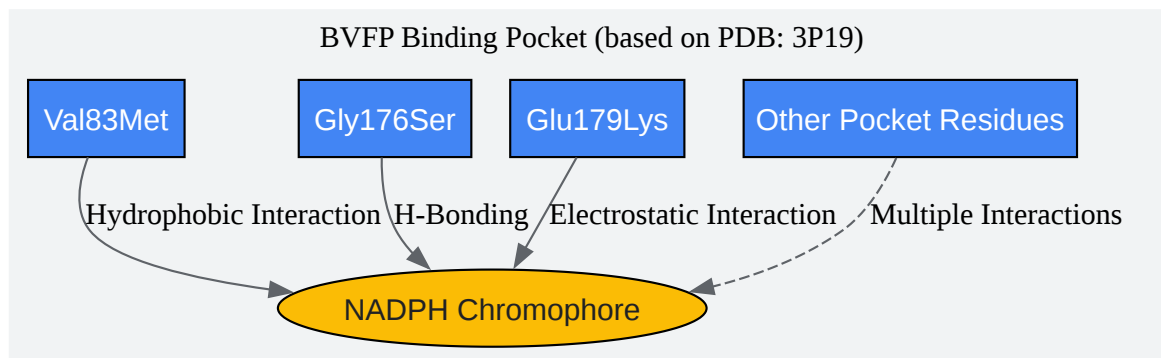 BVFP Binding Pocket (based on PDB: 3P19)
Val83Met
Gly176Ser
Glu179Lys
Other Pocket Residues
Hydrophobic Interaction
H-Bonding
Electrostatic Interaction
Multiple Interactions
NADPH Chromophore